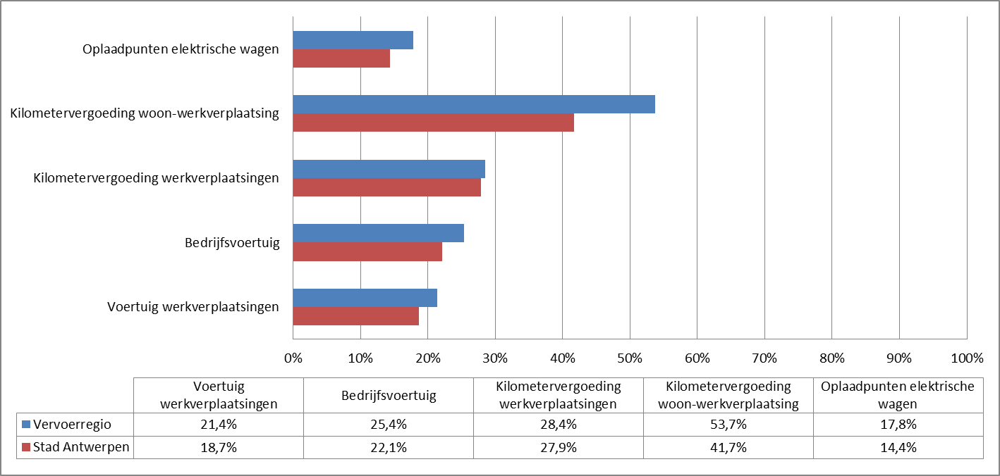 Oplaadpunten elektrische wagen
Kilometervergoeding woon-werkverplaatsing
Kilometervergoeding werkverplaatsingen
Bedrijfsvoertuig
Voertuig werkverplaatsingen
0% 10% 20% 30% 40% 50% 60% 70% 80% 90% 100%
Voertuig werkverplaatsingen Bedrijfsvoertuig Kilometervergoeding werkverplaatsingen Kilometervergoeding woon-werkverplaatsing Oplaadpunten elektrische wagen
Vervoerregio 21,4% 25,4% 28,4% 53,7% 17,8%
Stad Antwerpen 18,7% 22,1% 27,9% 41,7% 14,4%